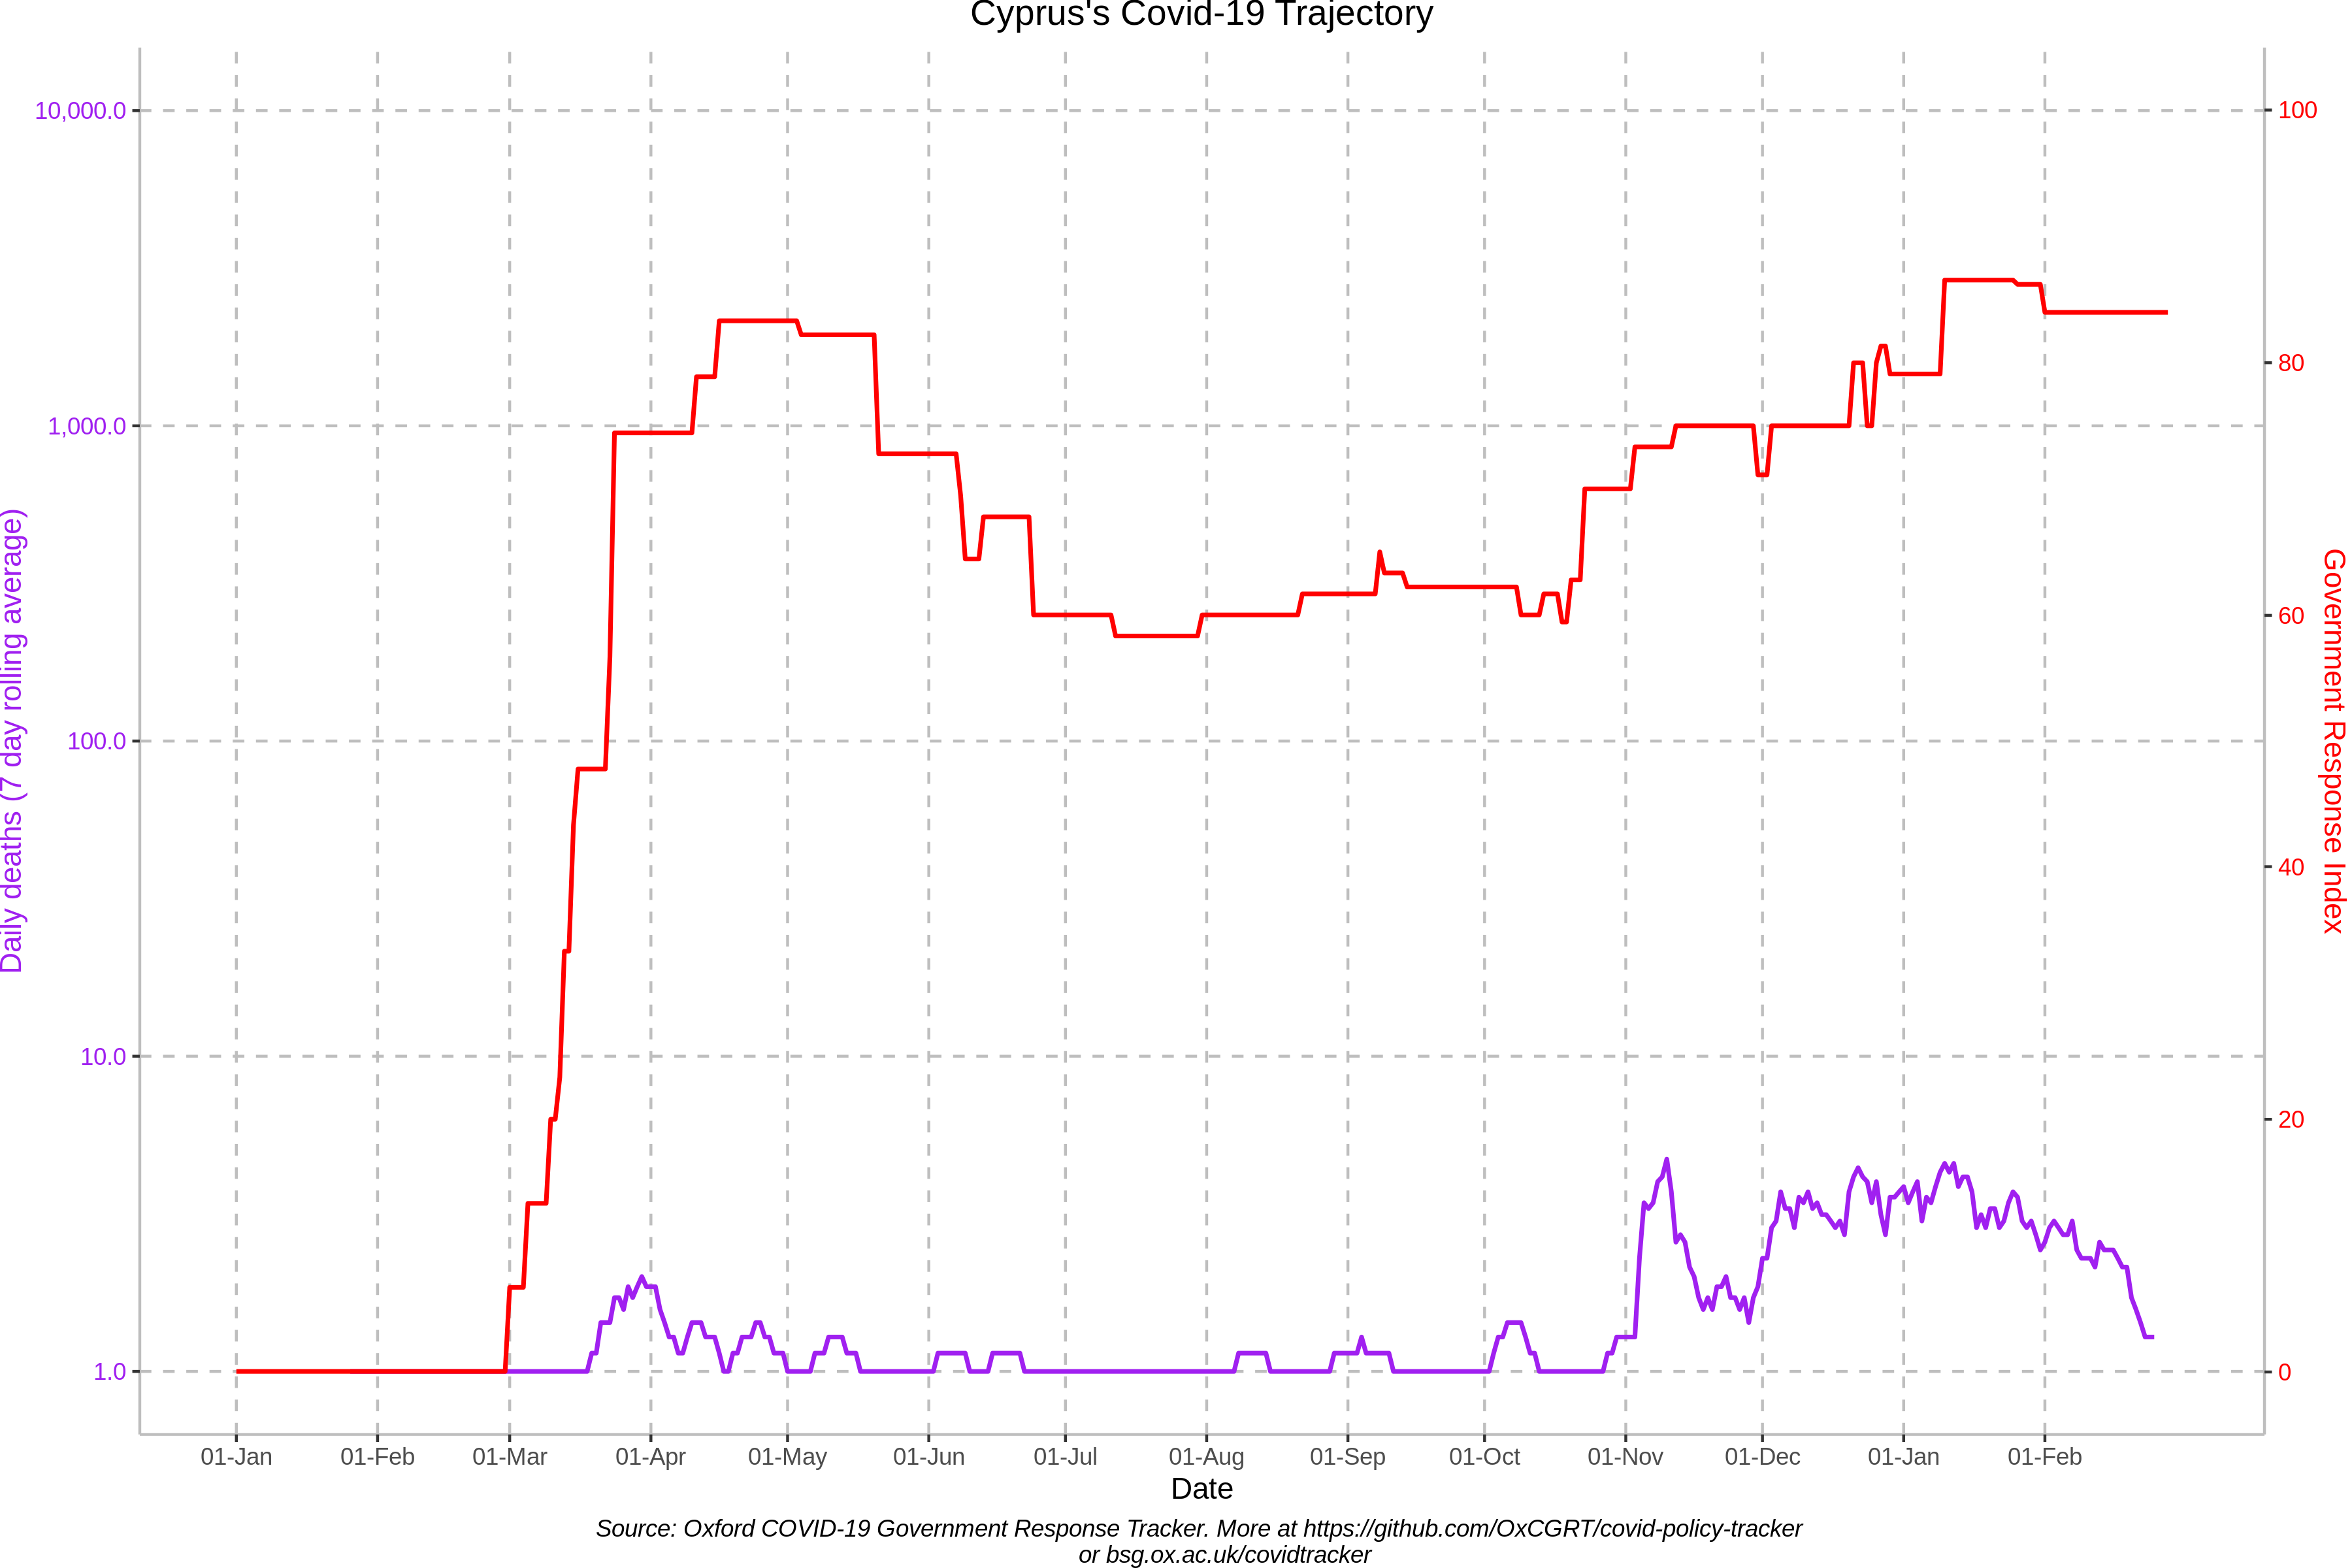 Cyprus's Covid-19 Trajectory
10,000.0
1,000.0
100.0
10.0
1.0
Daily deaths (7 day rolling average)
100
80
60
40
20
0
Government Response Index
01-Jan 01-Feb 01-Mar 01-Apr 01-May 01-Jun 01-Jul 01-Aug 01-Sep 01-Oct 01-Nov 01-Dec 01-Jan 01-Feb
Date
Source: Oxford COVID-19 Government Response Tracker. More at https://github.com/OxCGRT/covid-policy-tracker
or bsg.ox.ac.uk/covidtracker